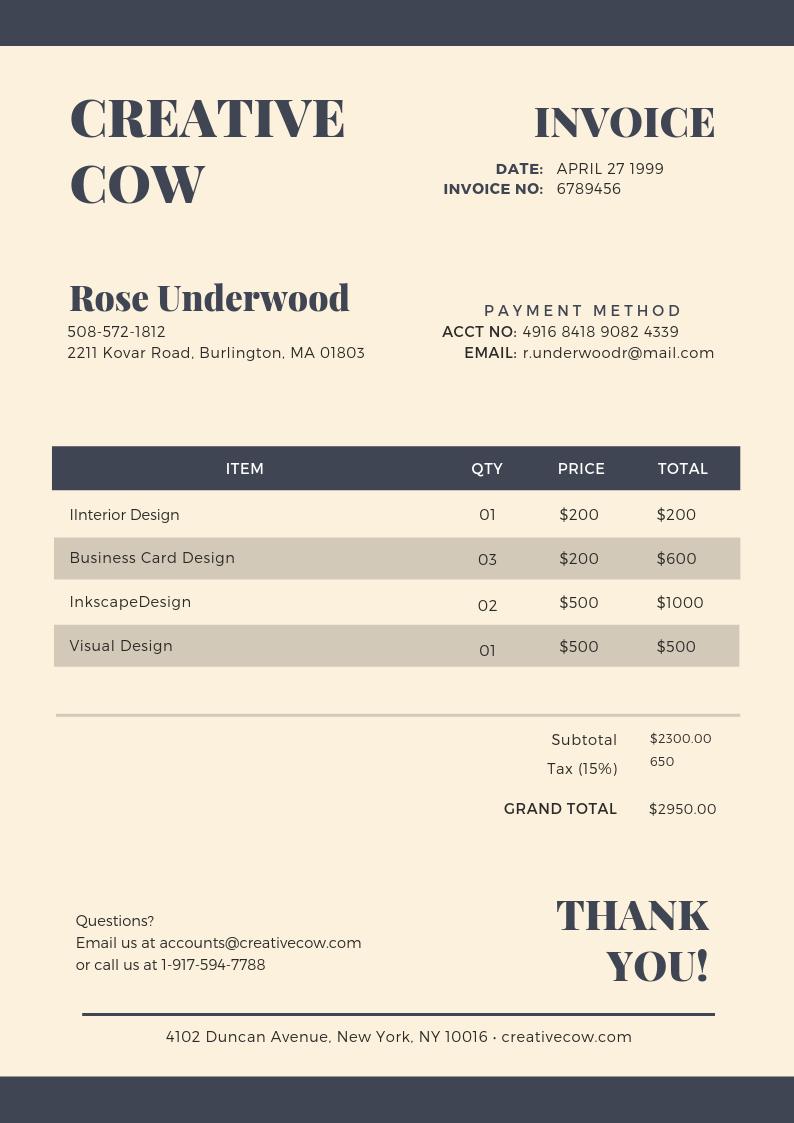 CREATIVE
COW
INVOICE
DATE: APRIL 27 1999
INVOICE NO: 6789456
Rose Underwood
508-572-1812
2211 Kovar Road, Burlington, MA 01803
PAYMENT METHOD
ACCT NO: 4916 8418 9082 4339
EMAIL: r.underwoodr@mail.com
ITEM QTY PRICE TOTAL
IInterior Design 01 $200 $200
Business Card Design 03 $200 $600
InkscapeDesign 02 $500 $1000
Visual Design 01 $500 $500
Subtotal $2300.00
Tax (15%) 650
GRAND TOTAL $2950.00
Questions?
Email us at accounts@creativecow.com
or call us at 1-917-594-7788
THANK
YOU!
4102 Duncan Avenue, New York, NY 10016 • creativecow.com